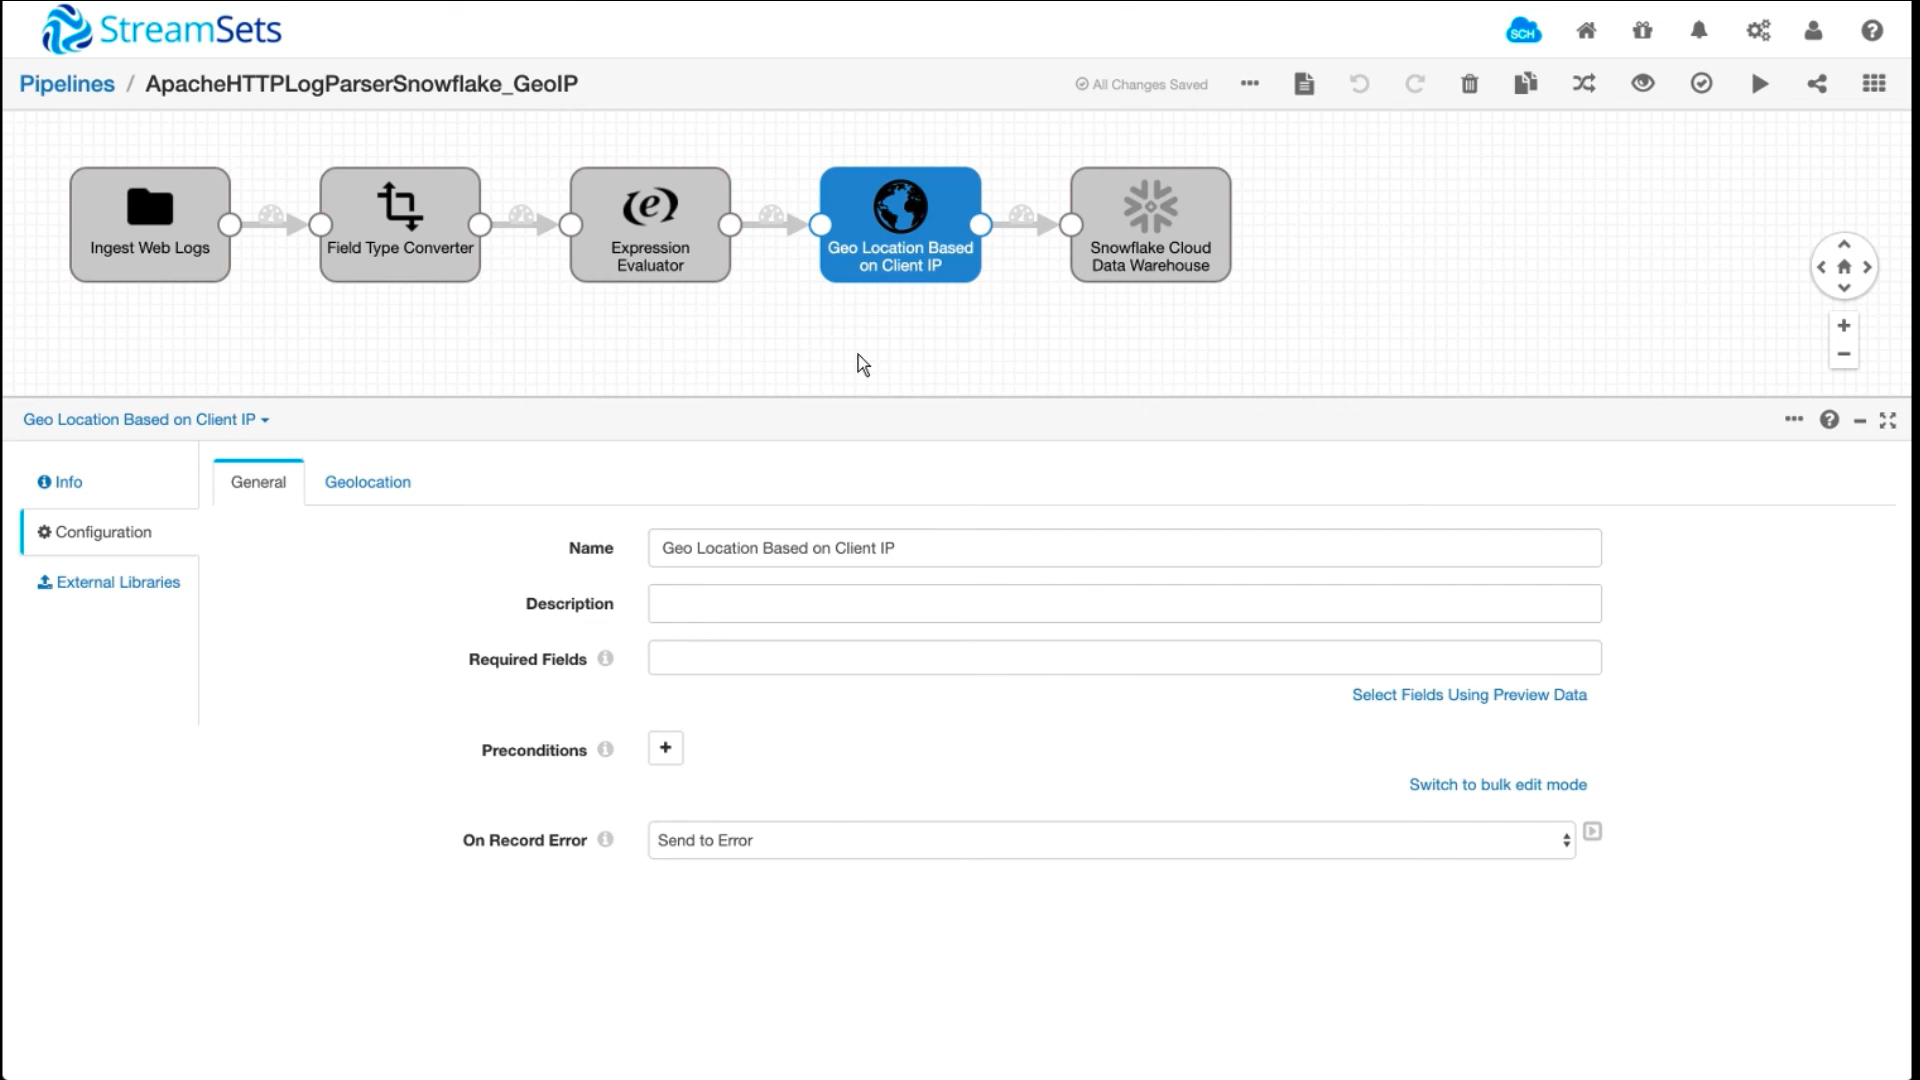 StreamSets
SCH
Pipelines / ApacheHTTPLogParserSnowflake_GeoIP
All Changes Saved
Ingest Web Logs
Field Type Converter
Expression
Evaluator
Geo Location Based
on Client IP
Snowflake Cloud
Data Warehouse
Geo Location Based on Client IP
Info
Configuration
External Libraries
General
Geolocation
Name
Geo Location Based on Client IP
Description
Required Fields
Select Fields Using Preview Data
Preconditions
Switch to bulk edit mode
On Record Error
Send to Error